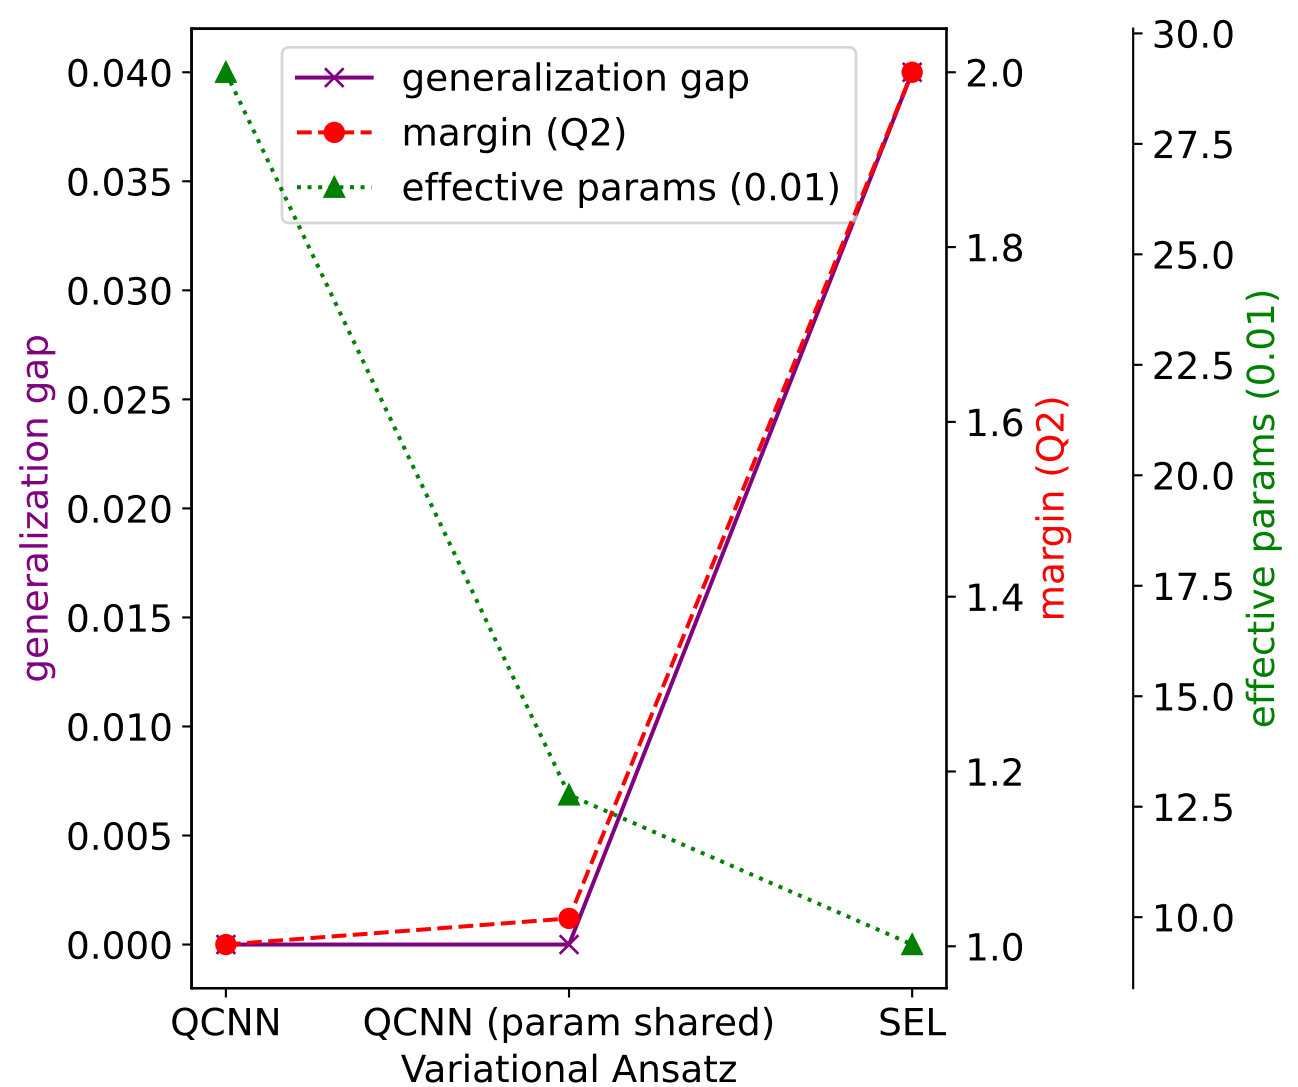 generalization gap
margin (Q2)
effective params (0.01)
0.040
0.035
0.030
0.025
0.020
0.015
0.010
0.005
0.000
generalization gap
2.0
1.8
1.6
1.4
1.2
1.0
margin (Q2)
30.0
27.5
25.0
22.5
20.0
17.5
15.0
12.5
10.0
effective params (0.01)
QCNN
QCNN (param shared)
SEL
Variational Ansatz